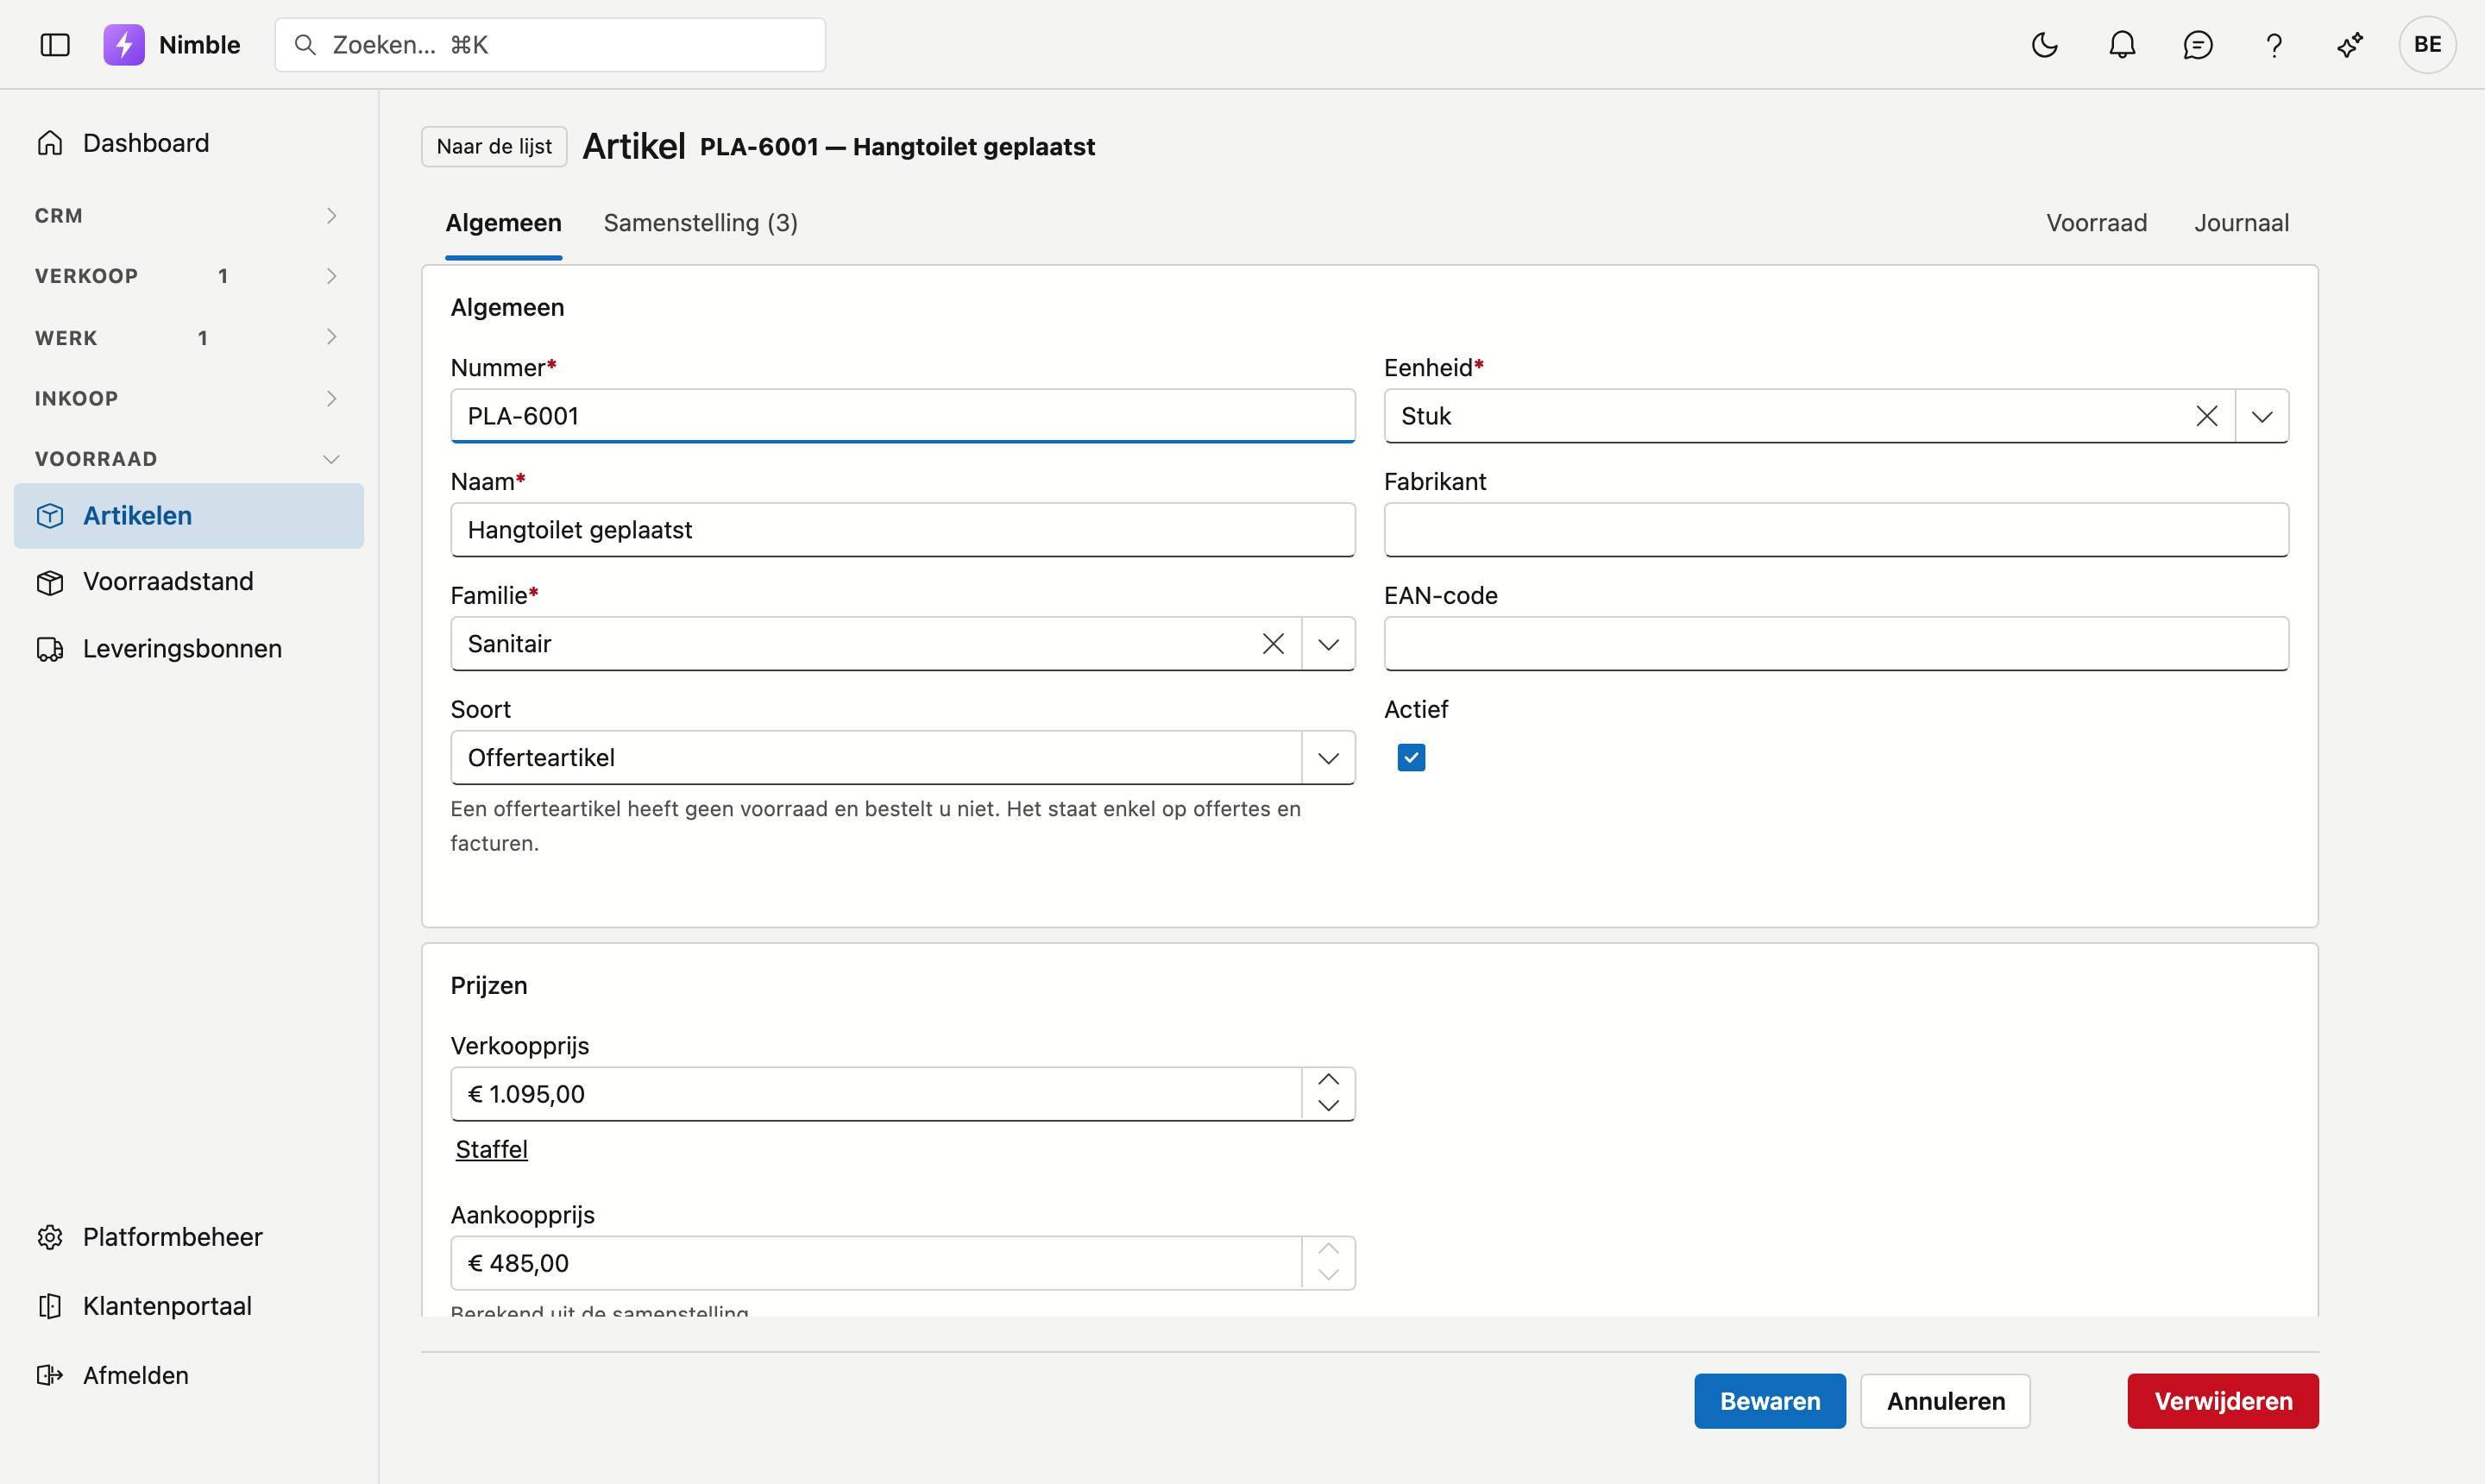 Nimble
Zoeken... ⌘K
BE
Dashboard
CRM
VERKOOP 1
WERK 1
INKOOP
VOORRAAD
Artikelen
Voorraadstand
Leveringsbonnen
Platformbeheer
Klantenportaal
Afmelden
Naar de lijst Artikel PLA-6001 — Hangtoilet geplaatst
Algemeen Samenstelling (3) Voorraad Journaal
Algemeen
Nummer*
PLA-6001
Eenheid*
Stuk
Naam*
Hangtoilet geplaatst
Fabrikant
Familie*
Sanitair
EAN-code
Soort
Offerteartikel
Een offerteartikel heeft geen voorraad en bestelt u niet. Het staat enkel op offertes en
facturen.
Actief
Prijzen
Verkoopprijs
€ 1.095,00
Staffel
Aankoopprijs
€ 485,00
Berekend uit de samenstelling
Bewaren Annuleren Verwijderen